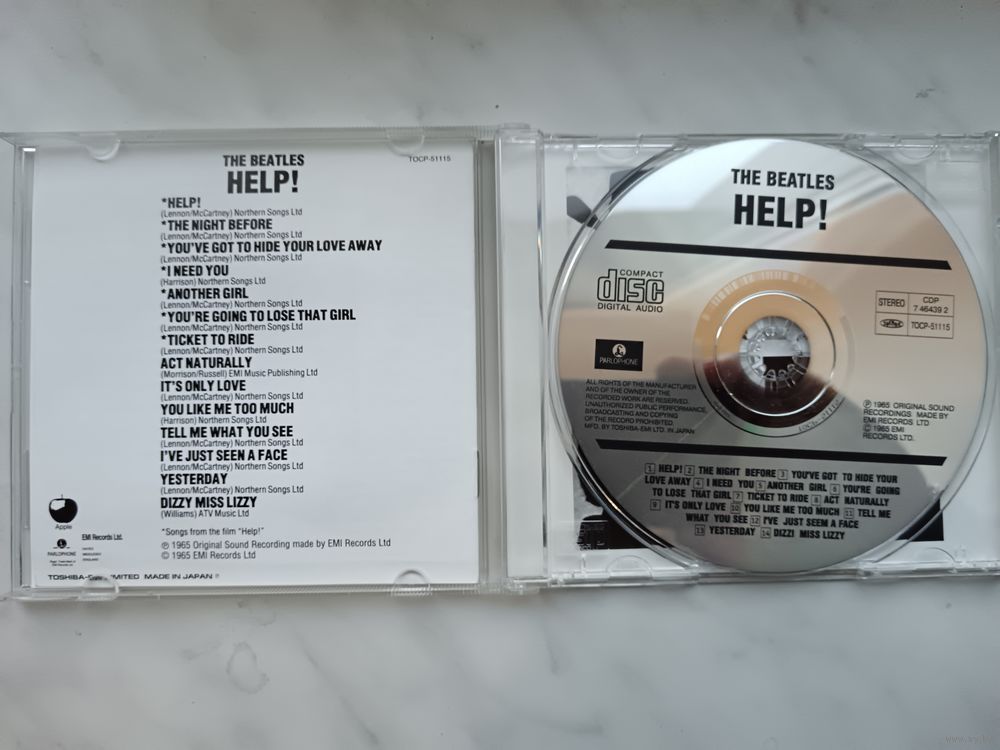 THE BEATLES
TOCP-51115
HELP!
*HELP!
(Lennon/McCartney) Northern Songs Ltd
*THE NIGHT BEFORE
(Lennon/McCartney) Northern Songs Ltd
*YOU'VE GOT TO HIDE YOUR LOVE AWAY
(Lennon/McCartney) Northern Songs Ltd
*I NEED YOU
(Harrison) Northern Songs Ltd
*ANOTHER GIRL
(Lennon/McCartney) Northern Songs Ltd
*YOU'RE GOING TO LOSE THAT GIRL
(Lennon/McCartney) Northern Songs Ltd
*TICKET TO RIDE
(Lennon/McCartney) Northern Songs Ltd
ACT NATURALLY
(Morrison/Russell) EMI Music Publishing Ltd
IT'S ONLY LOVE
(Lennon/McCartney) Northern Songs Ltd
YOU LIKE ME TOO MUCH
(Harrison) Northern Songs Ltd
TELL ME WHAT YOU SEE
(Lennon/McCartney) Northern Songs Ltd
I'VE JUST SEEN A FACE
(Lennon/McCartney) Northern Songs Ltd
YESTERDAY
(Lennon/McCartney) Northern Songs Ltd
DIZZY MISS LIZZY
(Williams) ATV Music Ltd
Apple
*Songs from the film "Help!"
EMI Records Ltd.
PARLOPHONE
℗ 1965 Original Sound Recording made by EMI Records Ltd
© 1965 EMI Records Ltd
TOSHIBA- LIMITED MADE IN JAPAN
THE BEATLES
HELP!
COMPACT
disc
DIGITAL AUDIO
STEREO
CDP
7 46439 2
TOCP-51115
PARLOPHONE
ALL RIGHTS OF THE MANUFACTURER
AND OF THE OWNER OF THE
RECORDED WORK ARE RESERVED.
UNAUTHORIZED PUBLIC PERFORMANCE,
BROADCASTING AND COPYING
OF THE RECORD PROHIBITED
MFD. BY TOSHIBA-EMI LTD. IN JAPAN
℗ 1965 ORIGINAL SOUND
RECORDINGS MADE BY
EMI RECORDS LTD
© 1965 EMI
RECORDS LTD.
1 HELP! 2 THE NIGHT BEFORE 3 YOU'VE GOT TO HIDE YOUR
LOVE AWAY 4 I NEED YOU 5 ANOTHER GIRL 6 YOU'RE GOING
TO LOSE THAT GIRL 7 TICKET TO RIDE 8 ACT NATURALLY
9 IT'S ONLY LOVE 10 YOU LIKE ME TOO MUCH 11 TELL ME
WHAT YOU SEE 12 I'VE JUST SEEM A FACE
13 YESTERDAY 14 DIZZI MISS LIZZY